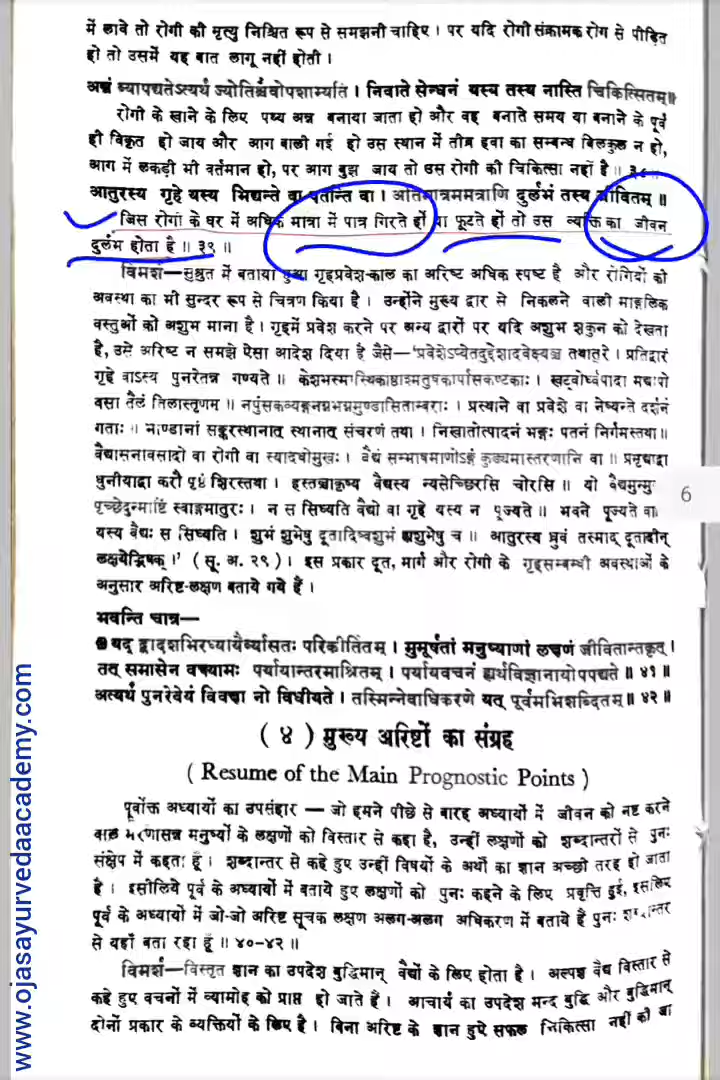 में लावे तो रोगी की मृत्यु निश्चित रूप से समझनी चाहिए । पर यदि रोगी संक्रामक रोग से पीड़ित
हो तो उसमें यह बात लागू नहीं होती ।
अन्नं व्यापद्यतेऽत्यर्थं ज्योतिश्चैवोपशाम्यति । निवाते सेन्धनं यस्य तस्य नास्ति चिकित्सितम् ॥
रोगी के खाने के लिए पथ्य अन्न बनाया जाता हो और वह बनाते समय या बनाने के पूर्व
ही विकृत हो जाय और आग बाली गई हो उस स्थान में तीव्र हवा का सम्बन्ध बिलकुल न हो,
आग में लकड़ी भी वर्तमान हो, पर आग बुझ जाय तो उस रोगी की चिकित्सा नहीं है ॥ ३८ ॥
आतुरस्य गृहे यस्य भिद्यन्ते वा पतन्ति वा । अतिमात्रममत्राणि दुर्लभं तस्य जीवितम् ॥
जिस रोगी के घर में अधिक मात्रा में पात्र गिरते हों या फूटते हों तो उस व्यक्ति का जीवन
दुर्लभ होता है ॥ ३९ ॥
विमर्श—सुश्रुत में बताया हुआ गृहप्रवेश-काल का अरिष्ट अधिक स्पष्ट है और रोगियों की
अवस्था का भी सुन्दर रूप से चित्रण किया है । उन्होंने मुख्य द्वार से निकलने वाली माङ्गलिक
वस्तुओं को अशुभ माना है । गृहमें प्रवेश करने पर अन्य द्वारों पर यदि अशुभ शकुन को देखता
है, उसे अरिष्ट न समझे ऐसा आदेश दिया है जैसे—'प्रवेशेऽप्येतदुद्देशादवेक्ष्यञ्च तथातुरे । प्रतिद्वारं
गृहे वाऽस्य पुनरेतन्न गण्यते ॥ केशभस्मास्थिकाष्ठाश्मतुषकार्पासकण्टकाः । खट्वोर्ध्वपादा मद्यापो
वसा तैलं तिलास्तृणम् ॥ नपुंसकव्यङ्गनग्नभग्नमुण्डासिताम्बराः । प्रस्थाने वा प्रवेशे वा नेष्यन्ते दर्शनं
गताः ॥ भाण्डानां सङ्करस्थानात् स्थानात् संचरणं तथा । निखातोत्पादनं भङ्गः पतनं निर्गमस्तथा ॥
वैद्यासनावसादो वा रोगी वा स्यादधोमुखः । वैद्यं सम्भाषमाणोऽङ्गं कुड्यमास्तरणानि वा ॥ प्रमृज्याद्वा
धुनीयाद्वा करौ पृष्ठं शिरस्तथा । हस्तञ्चाकृष्य वैद्यस्य न्यसेच्छिरसि चोरसि ॥ यो वैद्यमुन्मु
पृच्छेदुन्मार्ष्टि स्वाङ्गमातुरः । न स सिध्यति वैद्यो वा गृहे यस्य न पूज्यते ॥ भवने पूज्यते वा
यस्य वैद्यः स सिध्यति । शुभं शुभेषु दूतादिष्वशुभं ह्यशुभेषु च ॥ आतुरस्य ध्रुवं तस्माद् दूतादीन्
लक्षयेद्भिषक् ।' ( सू. अ. २९ ) । इस प्रकार दूत, मार्ग और रोगी के गृहसम्बन्धी अवस्थाओं के
अनुसार अरिष्ट-लक्षण बताये गये हैं ।
भवन्ति चात्र—
यद् द्वादशभिरध्यायैर्व्यासतः परिकीर्तितम् । मुमूर्षतां मनुष्याणां लक्षणं जीवितान्तकृत् ।
तत् समासेन वक्ष्यामः पर्यायान्तरमाश्रितम् । पर्यायवचनं ह्यर्थविज्ञानायोपपद्यते ॥ ४१ ॥
अत्यर्थं पुनरेवेयं विवक्षा नो विधीयते । तस्मिन्नेवाधिकरणे यत् पूर्वमभिशब्दितम् ॥ ४२ ॥
( ४ ) मुख्य अरिष्टों का संग्रह
( Resume of the Main Prognostic Points )
पूर्वोक्त अध्यायों का उपसंहार — जो हमने पीछे से बारह अध्यायों में जीवन को नष्ट करने
वाले मरणासन्न मनुष्यों के लक्षणों को विस्तार से कहा है, उन्हीं लक्षणों को शब्दान्तरों से पुनः
संक्षेप में कहता हूँ । शब्दान्तर से कहे हुए उन्हीं विषयों के अर्थों का ज्ञान अच्छी तरह हो जाता
है । इसीलिये पूर्व के अध्यायों में बताये हुए लक्षणों को पुनः कहने के लिए प्रवृत्ति हुई, इसलिए
पूर्व के अध्यायों में जो-जो अरिष्ट सूचक लक्षण अलग-अलग अधिकरण में बताये हैं पुनः शब्दान्तर
से यहाँ बता रहा हूँ ॥ ४०-४२ ॥
विमर्श—विस्तृत ज्ञान का उपदेश बुद्धिमान् वैद्यों के लिए होता है । अल्पज्ञ वैद्य विस्तार से
कहे हुए वचनों में व्यामोह को प्राप्त हो जाते हैं । आचार्य का उपदेश मन्द बुद्धि और बुद्धिमान्
दोनों प्रकार के व्यक्तियों के लिए है । बिना अरिष्ट के ज्ञान हुए सफल चिकित्सा नहीं की जा
6
www.ojasayurvedaacademy.com